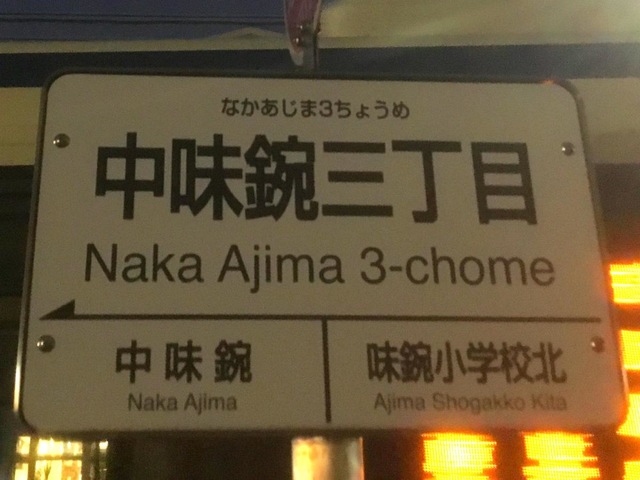 なかあじま3ちょうめ
中味鋺三丁目
Naka Ajima 3-chome
中味鋺
Naka Ajima
味鋺小学校北
Ajima Shogakko Kita